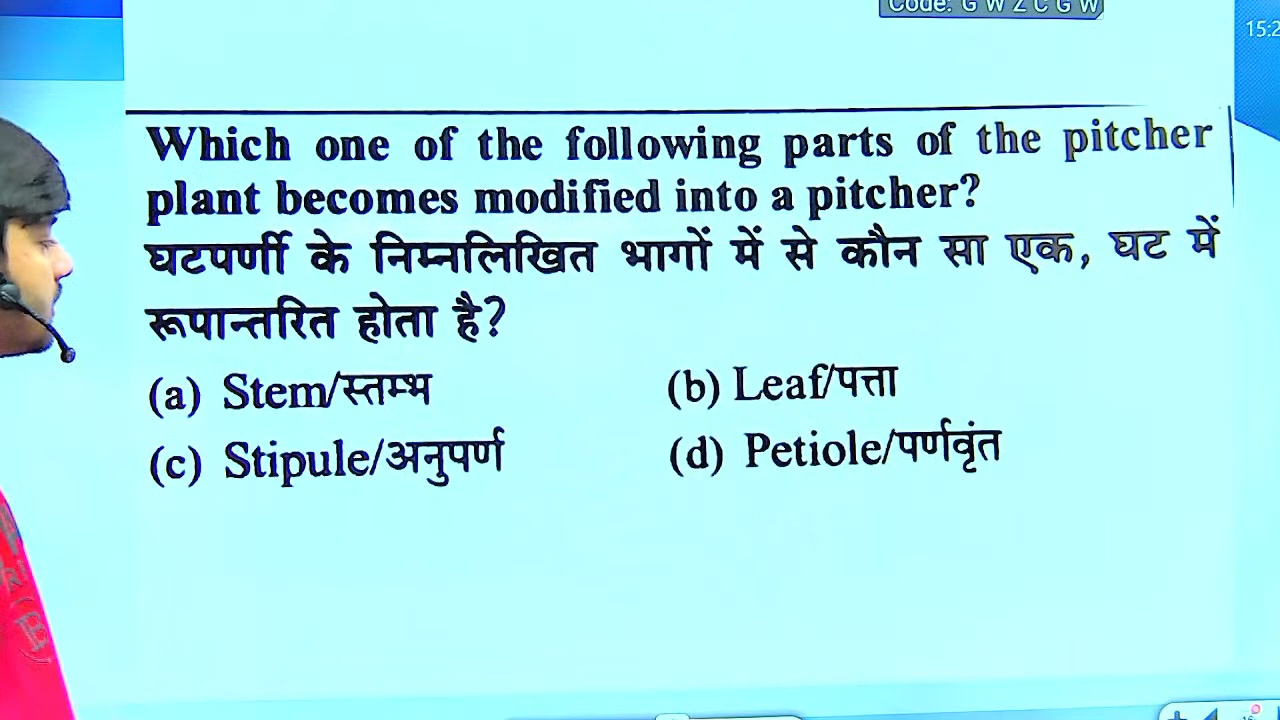 Code: G W Z C G W
15:2
Which one of the following parts of the pitcher
plant becomes modified into a pitcher?
घटपर्णी के निम्नलिखित भागों में से कौन सा एक, घट में
रूपान्तरित होता है?
(a) Stem/स्तम्भ (b) Leaf/पत्ता
(c) Stipule/अनुपर्ण (d) Petiole/पर्णवृंत